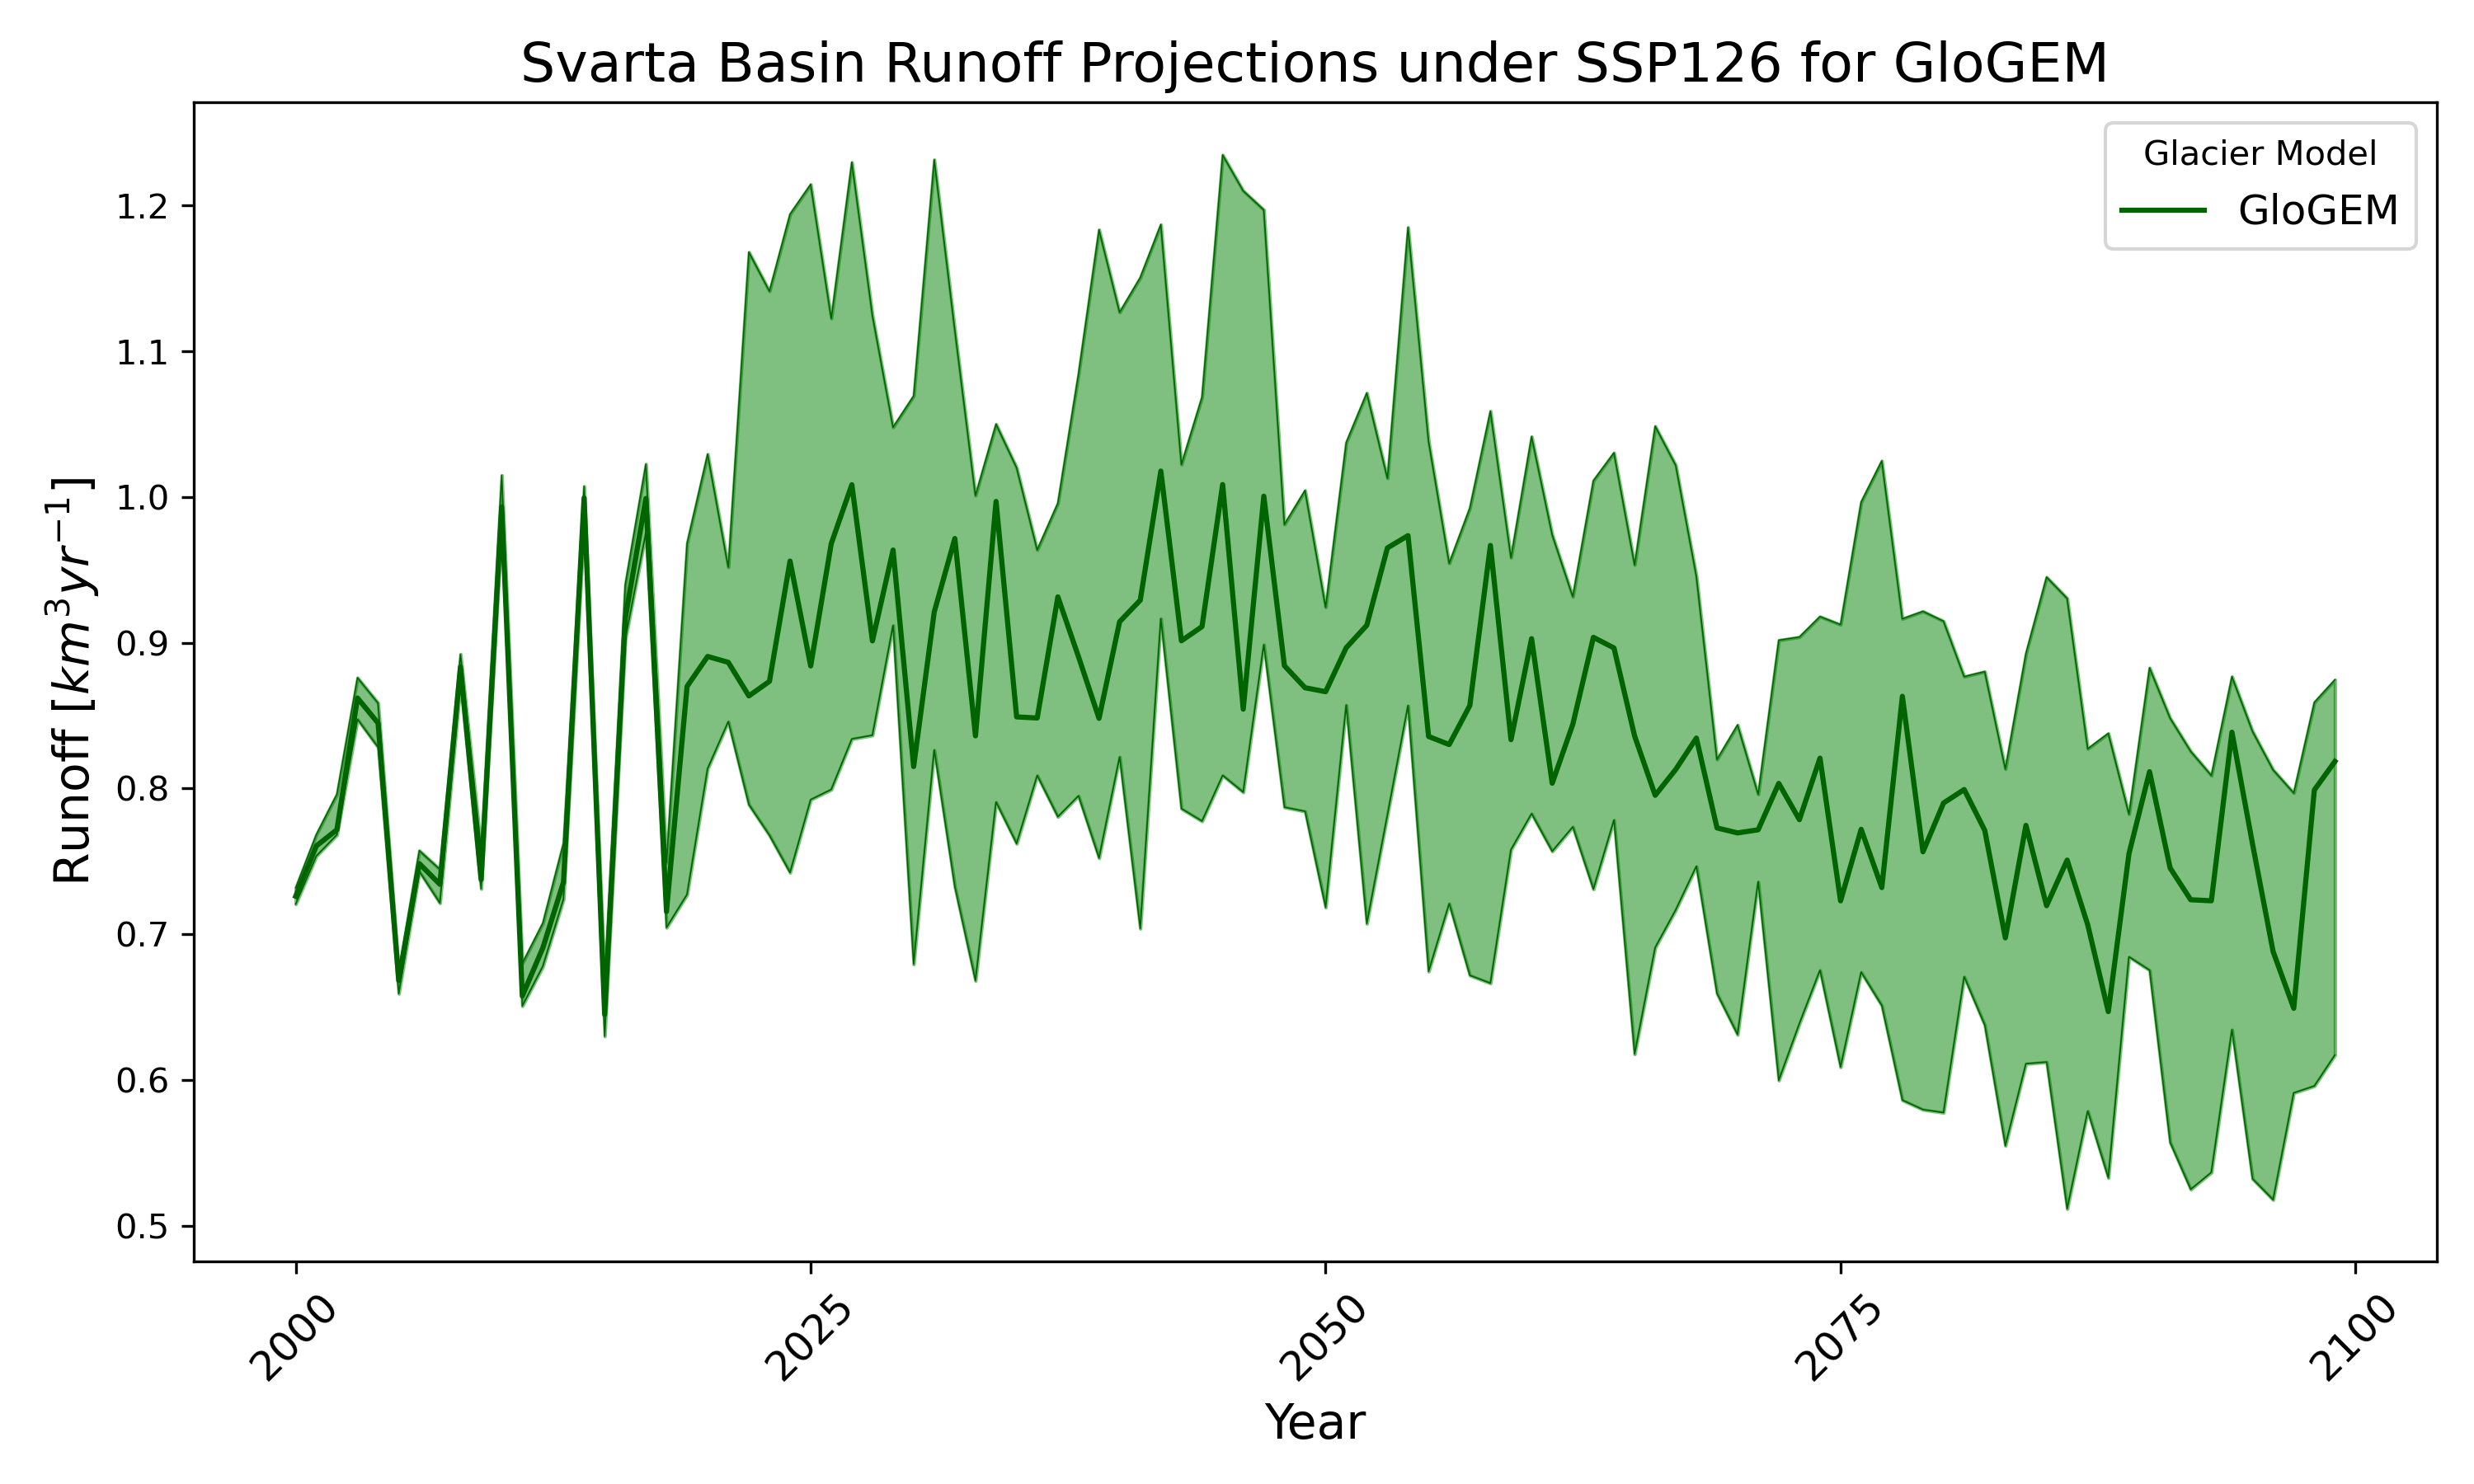 Svarta Basin Runoff Projections under SSP126 for GloGEM
Glacier Model
GloGEM
Runoff [km³yr⁻¹]
1.2
1.1
1.0
0.9
0.8
0.7
0.6
0.5
2000
2025
2050
2075
2100
Year